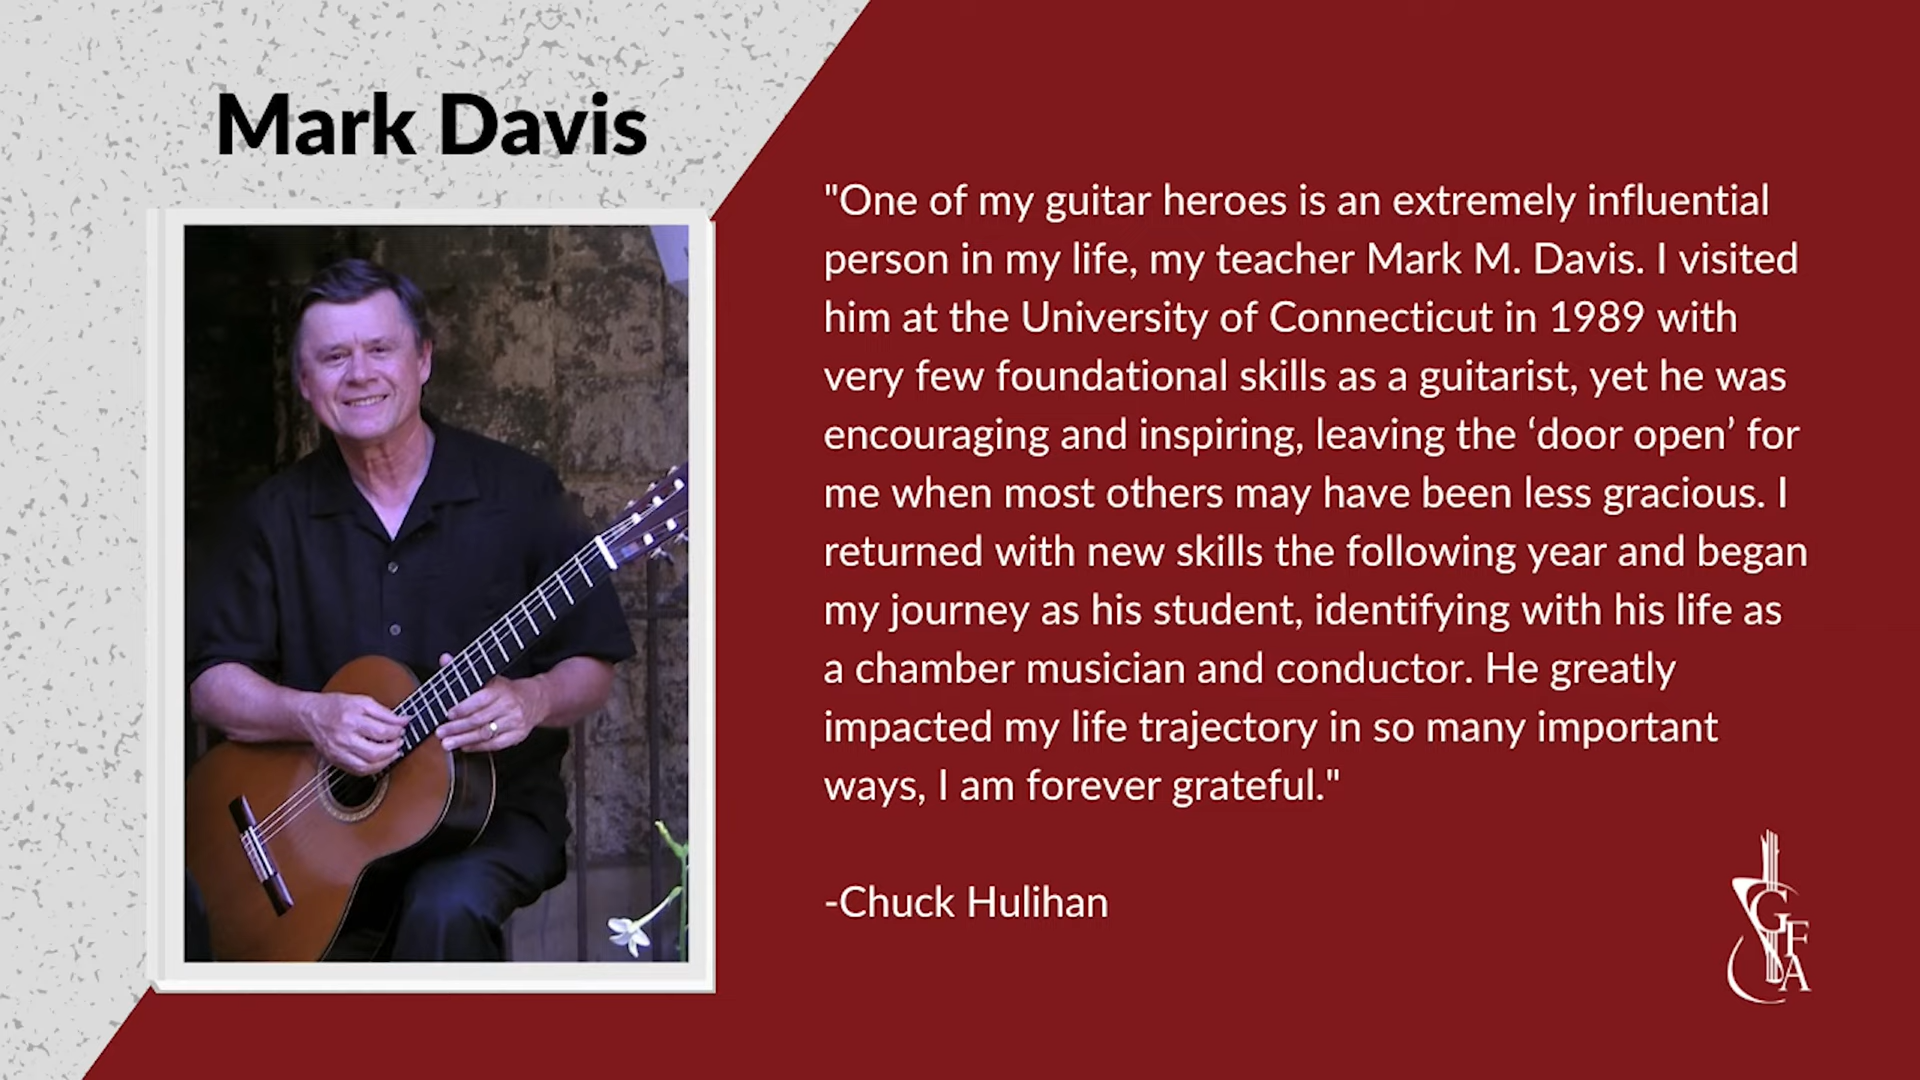 Mark Davis
"One of my guitar heroes is an extremely influential
person in my life, my teacher Mark M. Davis. I visited
him at the University of Connecticut in 1989 with
very few foundational skills as a guitarist, yet he was
encouraging and inspiring, leaving the ‘door open’ for
me when most others may have been less gracious. I
returned with new skills the following year and began
my journey as his student, identifying with his life as
a chamber musician and conductor. He greatly
impacted my life trajectory in so many important
ways, I am forever grateful."
-Chuck Hulihan
GFA